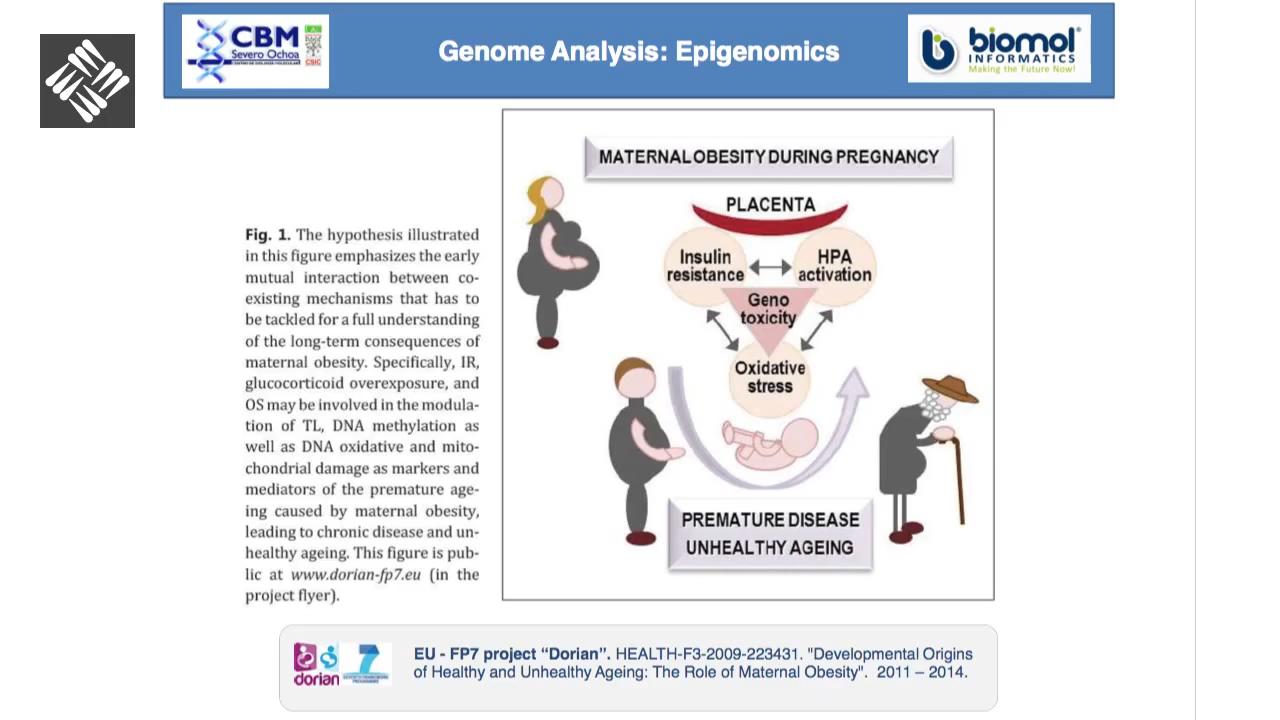 CBM
Severo Ochoa
CSIC
Genome Analysis: Epigenomics
biomol®
INFORMATICS
Making the Future Now!
MATERNAL OBESITY DURING PREGNANCY
PLACENTA
Insulin
resistance
HPA
activation
Geno
toxicity
Oxidative
stress
PREMATURE DISEASE
UNHEALTHY AGEING
Fig. 1. The hypothesis illustrated
in this figure emphasizes the early
mutual interaction between co-
existing mechanisms that has to
be tackled for a full understanding
of the long-term consequences of
maternal obesity. Specifically, IR,
glucocorticoid overexposure, and
OS may be involved in the modula-
tion of TL, DNA methylation as
well as DNA oxidative and mito-
chondrial damage as markers and
mediators of the premature age-
ing caused by maternal obesity,
leading to chronic disease and un-
healthy ageing. This figure is pub-
lic at www.dorian-fp7.eu (in the
project flyer).
dorian
EU - FP7 project “Dorian”. HEALTH-F3-2009-223431. "Developmental Origins
of Healthy and Unhealthy Ageing: The Role of Maternal Obesity". 2011 – 2014.